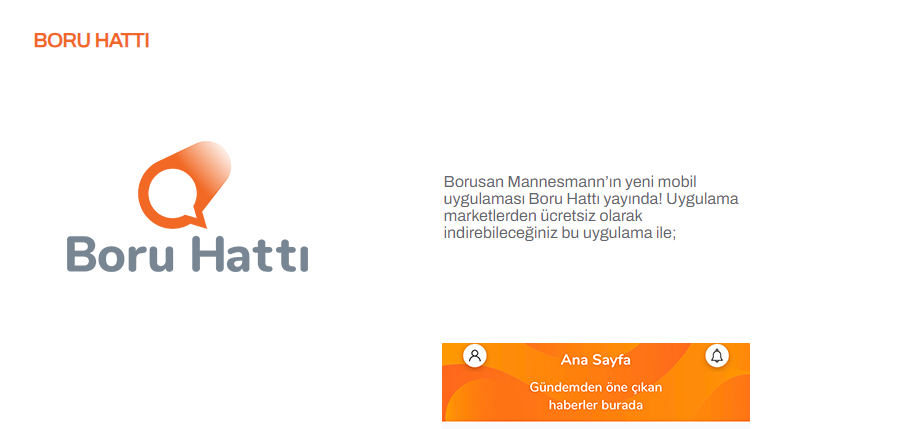 BORU HATTI
Boru Hattı
Borusan Mannesmann’ın yeni mobil
uygulaması Boru Hattı yayında! Uygulama
marketlerden ücretsiz olarak
indirebileceğiniz bu uygulama ile;
Ana Sayfa
Gündemden öne çıkan
haberler burada